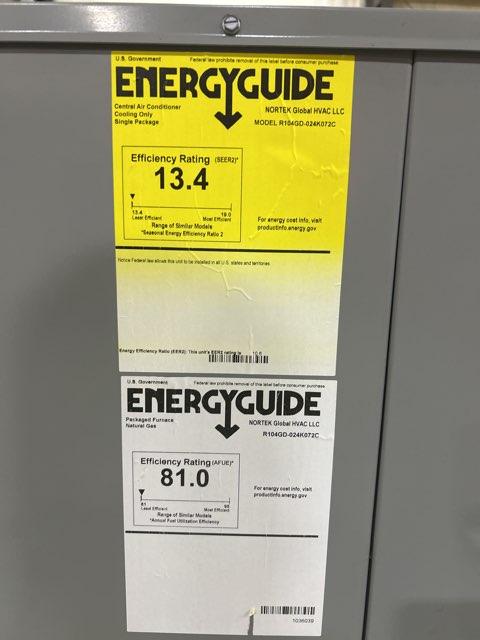 U.S. Government
Federal law prohibits removal of this label before consumer purchase.
ENERGYGUIDE
Central Air Conditioner
Cooling Only
Single Package
NORTEK Global HVAC LLC
MODEL R104GD-024K072C
Efficiency Rating (SEER2)*
13.4
13.4 19.0
Least Efficient Most Efficient
Range of Similar Models
*Seasonal Energy Efficiency Ratio 2
For energy cost info, visit
productinfo.energy.gov
Notice Federal law allows this unit to be installed in all U.S. states and territories.
Energy Efficiency Ratio (EER2): This unit's EER2 rating is 10.6
U.S. Government
Federal law prohibits removal of this label before consumer purchase.
ENERGYGUIDE
Packaged Furnace
Natural Gas
NORTEK Global HVAC LLC
R104GD-024K072C
Efficiency Rating (AFUE)*
81.0
81 95
Least Efficient Most Efficient
Range of Similar Models
*Annual Fuel Utilization Efficiency
For energy cost info, visit
productinfo.energy.gov
1036039